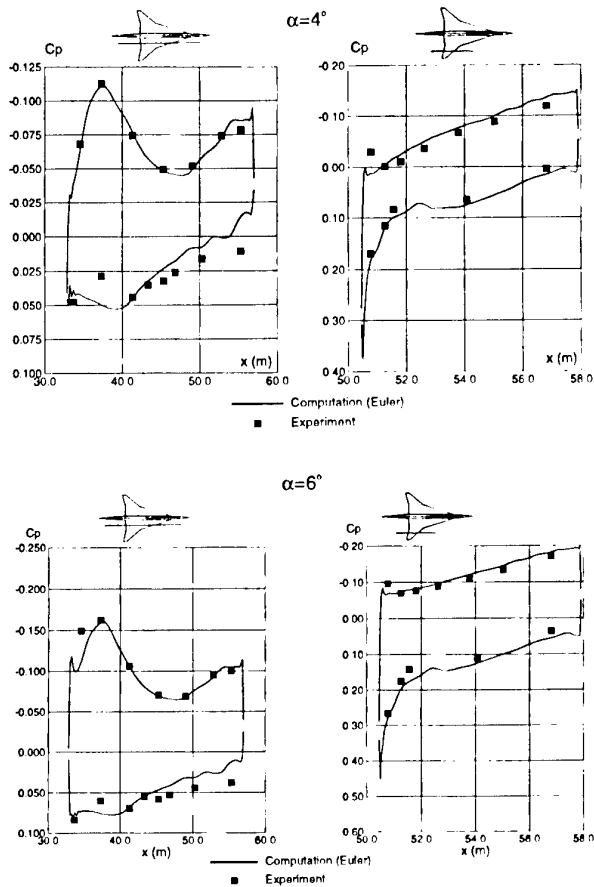 α=4°
Cp
-0.125
-0.100
-0.075
-0.050
-0.025
0.000
0.025
0.050
0.075
0.100
30.0 40.0 50.0 60.0
x (m)
Cp
-0.20
-0.10
0.00
0.10
0.20
0.30
0 40
50.0 52.0 54.0 56.0 58.0
x (m)
Computation (Euler)
Experiment
α=6°
Cp
-0.250
-0.200
-0.150
-0.100
-0.050
0.000
0.050
0.100
30.0 40.0 50.0 60.0
x (m)
Cp
-0.20
-0.10
0.00
0.10
0.20
0.30
0.40
0 50
0 60
50.0 52.0 54.0 56.0 58.0
x (m)
Computation (Euler)
Experiment